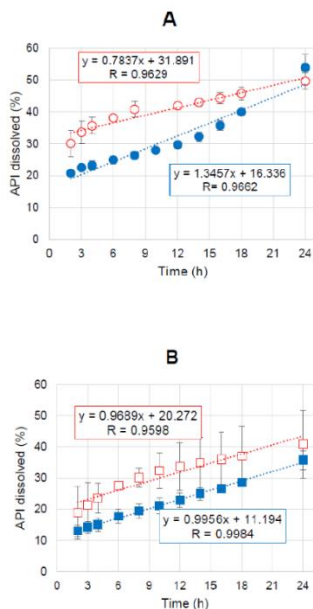 A
60
50
40
30
20
10
0
API dissolved (%)
y = 0.7837x + 31.891
R = 0.9629
y = 1.3457x + 16.336
R= 0.9662
0 3 6 9 12 15 18 21 24
Time (h)
B
60
50
40
30
20
10
0
API dissolved (%)
y = 0.9689x + 20.272
R = 0.9598
y = 0.9956x + 11.194
R = 0.9984
0 3 6 9 12 15 18 21 24
Time (h)